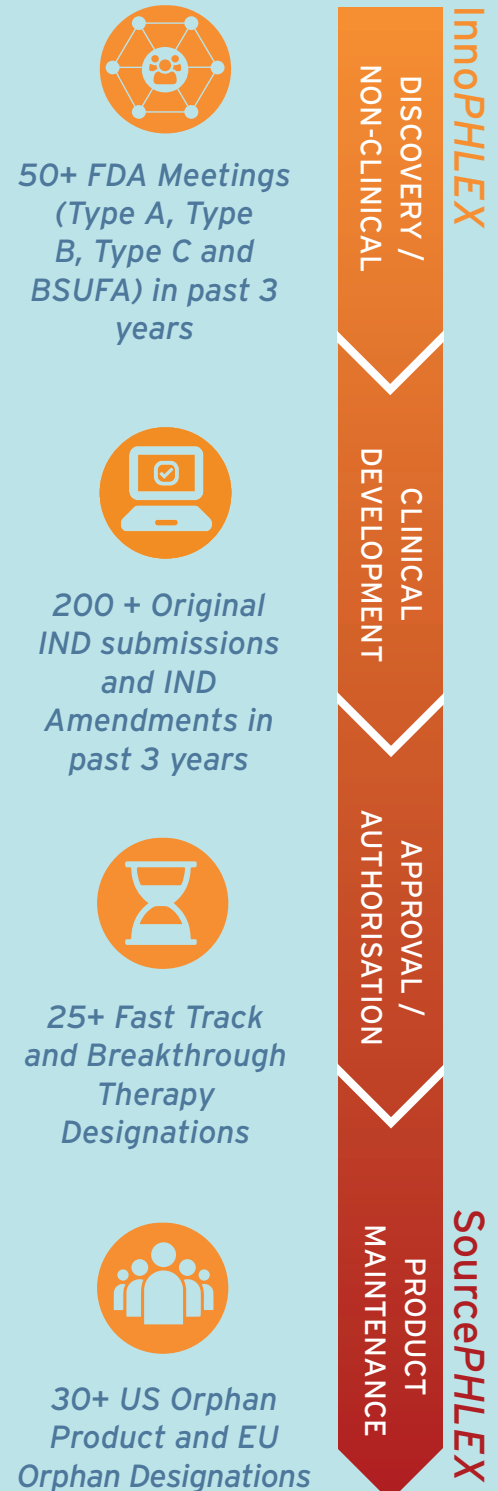 50+ FDA Meetings
(Type A, Type
B, Type C and
BSUFA) in past 3
years
200 + Original
IND submissions
and IND
Amendments in
past 3 years
25+ Fast Track
and Breakthrough
Therapy
Designations
30+ US Orphan
Product and EU
Orphan Designations
DISCOVERY /
NON-CLINICAL
CLINICAL
DEVELOPMENT
APPROVAL /
AUTHORISATION
PRODUCT
MAINTENANCE
InnoPHLEX
SourcePHLEX